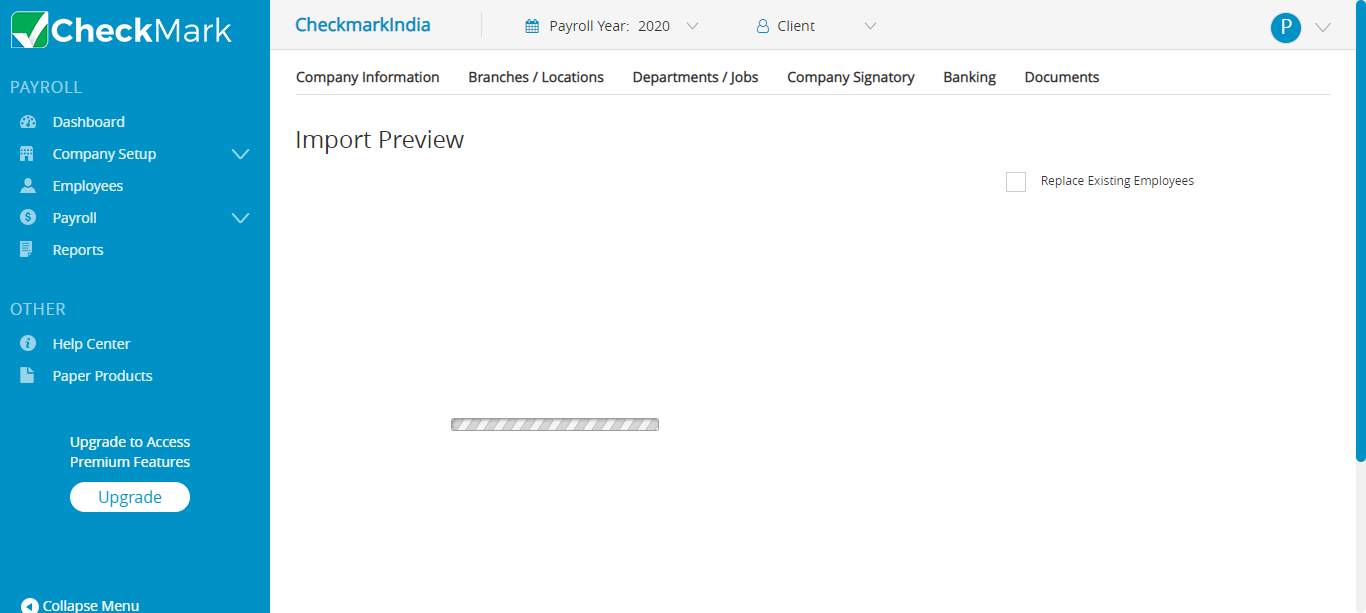 CheckMark
PAYROLL
Dashboard
Company Setup
Employees
Payroll
Reports
OTHER
Help Center
Paper Products
Upgrade to Access
Premium Features
Upgrade
Collapse Menu
CheckmarkIndia
Payroll Year: 2020
Client
P
Company Information Branches / Locations Departments / Jobs Company Signatory Banking Documents
Import Preview
Replace Existing Employees